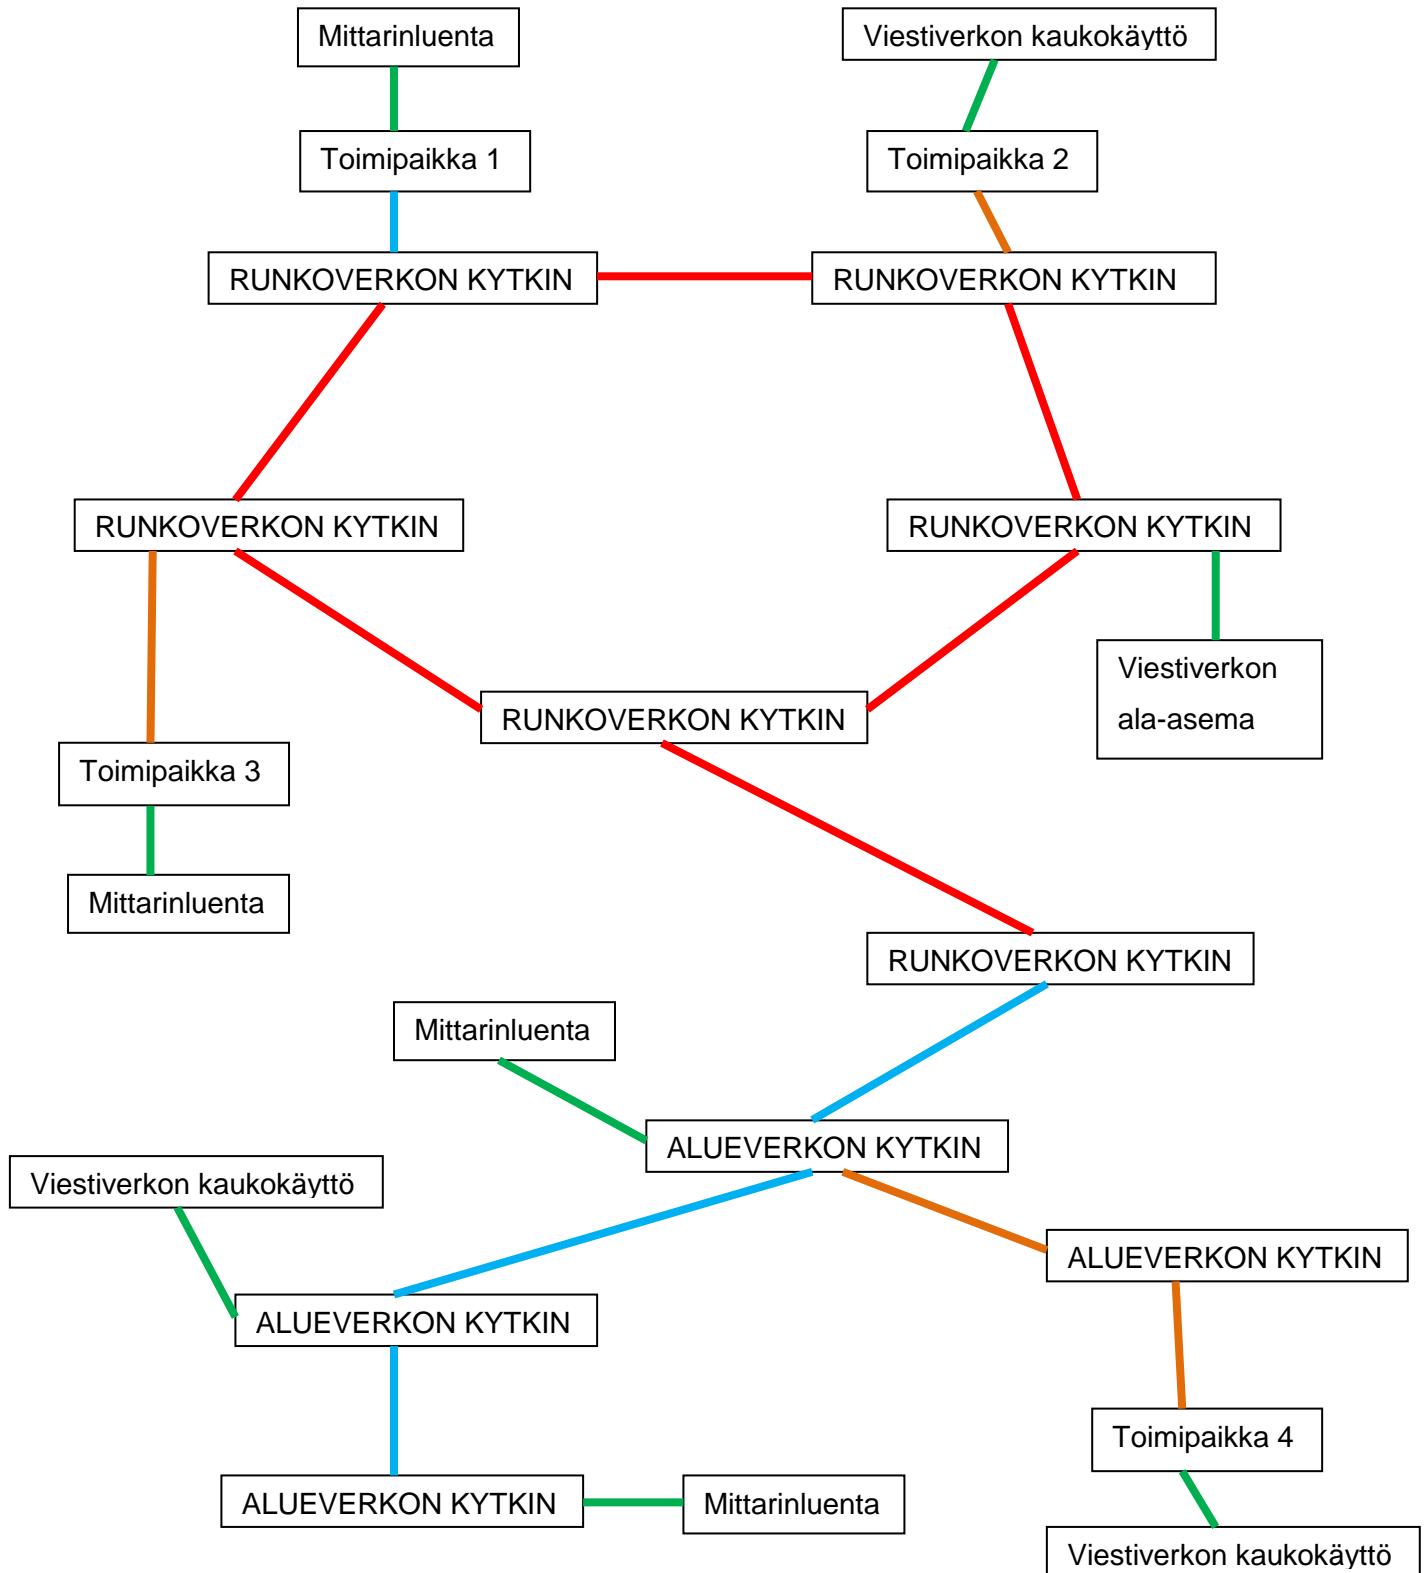 Mittarinluenta
Viestiverkon kaukokäyttö
Toimipaikka 1
Toimipaikka 2
RUNKOVERKON KYTKIN
RUNKOVERKON KYTKIN
RUNKOVERKON KYTKIN
RUNKOVERKON KYTKIN
Viestiverkon
ala-asema
RUNKOVERKON KYTKIN
Toimipaikka 3
Mittarinluenta
RUNKOVERKON KYTKIN
Mittarinluenta
ALUEVERKON KYTKIN
Viestiverkon kaukokäyttö
ALUEVERKON KYTKIN
ALUEVERKON KYTKIN
Toimipaikka 4
ALUEVERKON KYTKIN
Mittarinluenta
Viestiverkon kaukokäyttö